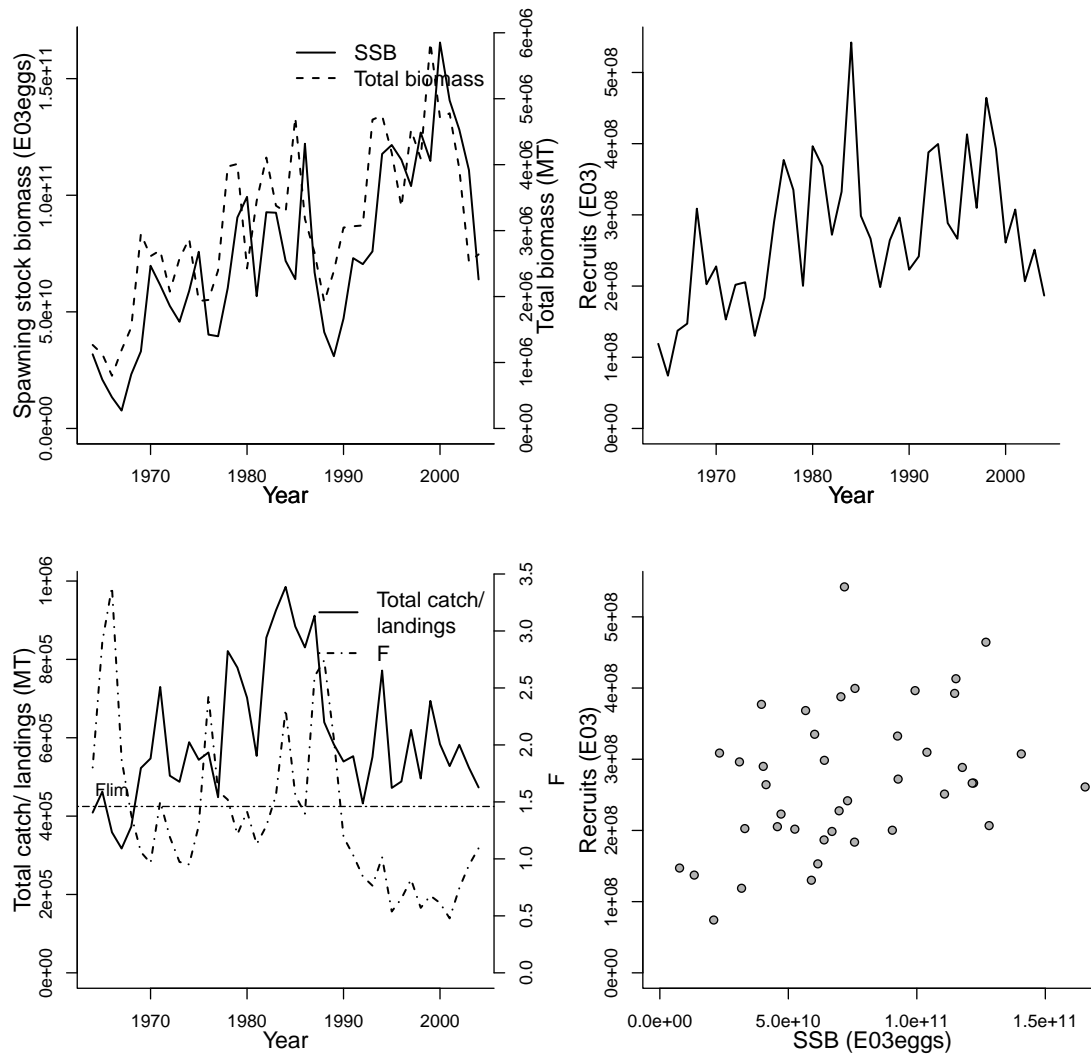 Spawning stock biomass (E03eggs)
0.0e+00
5.0e+10
1.0e+11
1.5e+11
SSB
Total biomass
Total biomass (MT)
0e+00
1e+06
2e+06
3e+06
4e+06
5e+06
6e+06
1970
1980
1990
2000
Year
Recruits (E03)
0e+00
1e+08
2e+08
3e+08
4e+08
5e+08
1970
1980
1990
2000
Year
Total catch/ landings (MT)
0e+00
2e+05
4e+05
6e+05
8e+05
1e+06
Total catch/
landings
F
Flim
F
0.0
0.5
1.0
1.5
2.0
2.5
3.0
3.5
1970
1980
1990
2000
Year
Recruits (E03)
0e+00
1e+08
2e+08
3e+08
4e+08
5e+08
0.0e+00
5.0e+10
1.0e+11
1.5e+11
SSB (E03eggs)